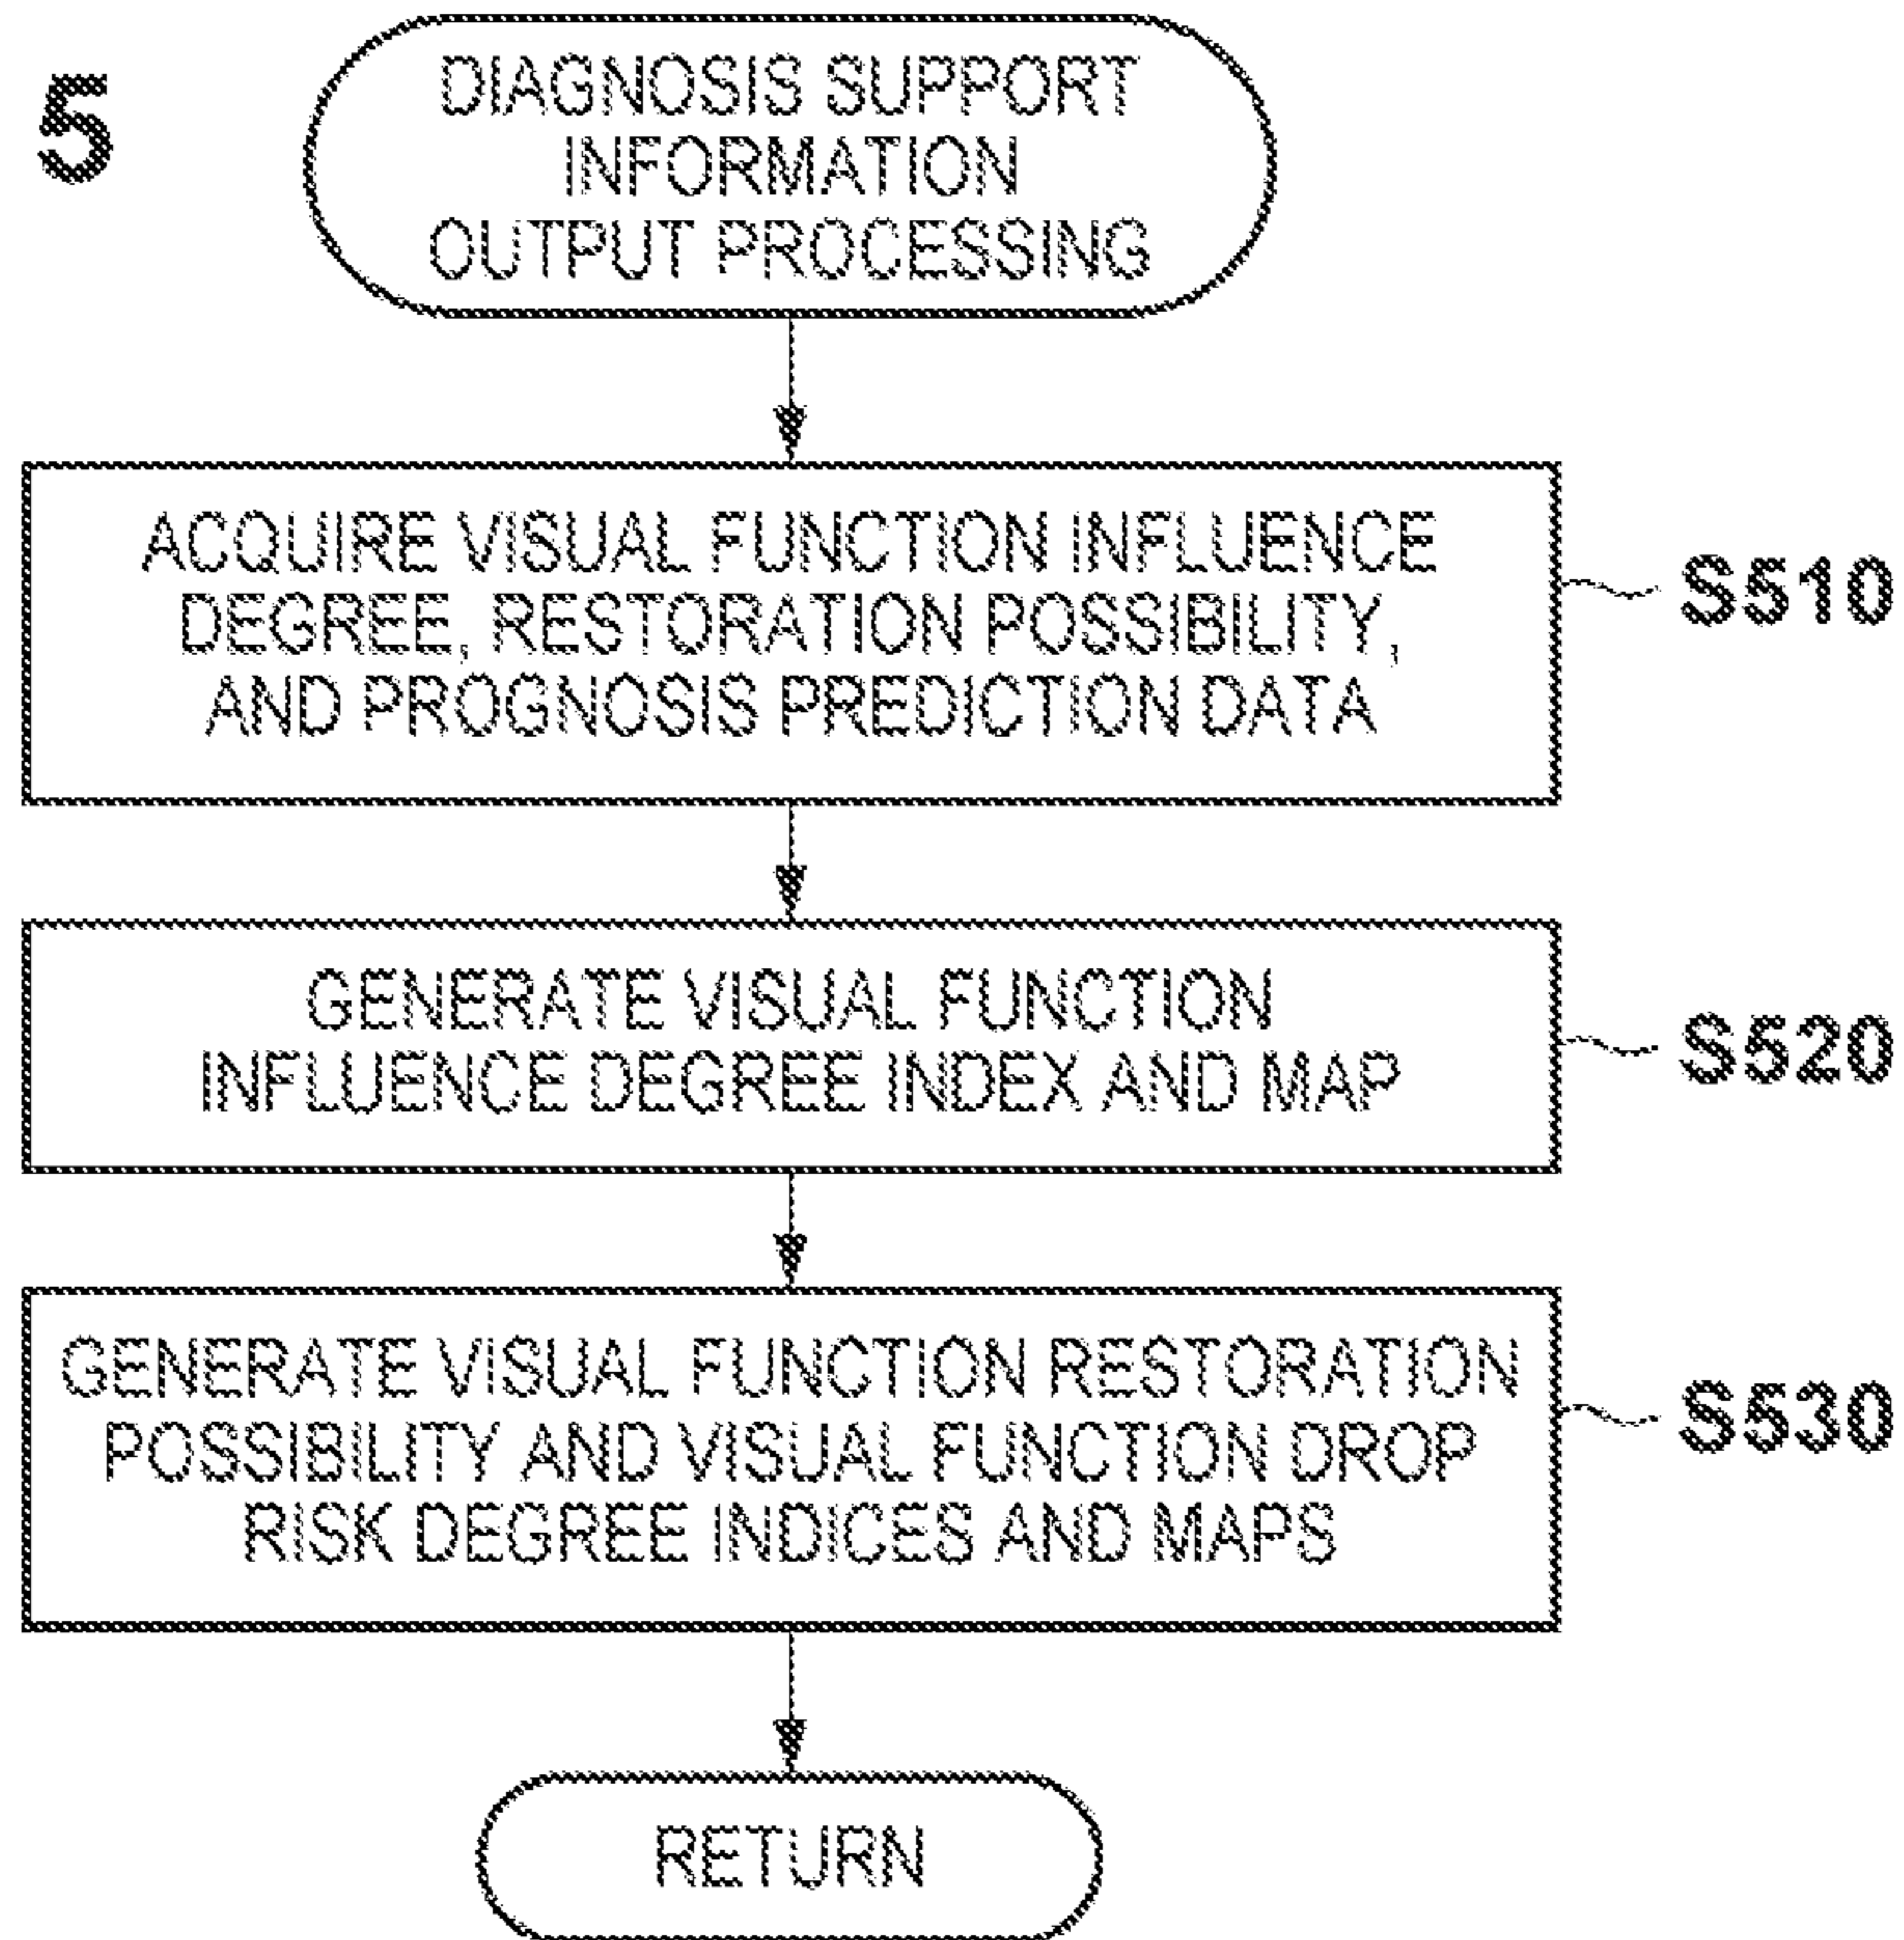 5
DIAGNOSIS SUPPORT
INFORMATION
OUTPUT PROCESSING
ACQUIRE VISUAL FUNCTION INFLUENCE
DEGREE, RESTORATION POSSIBILITY,
AND PROGNOSIS PREDICTION DATA
S510
GENERATE VISUAL FUNCTION
INFLUENCE DEGREE INDEX AND MAP
S520
GENERATE VISUAL FUNCTION RESTORATION
POSSIBILITY AND VISUAL FUNCTION DROP
RISK DEGREE INDICES AND MAPS
S530
RETURN